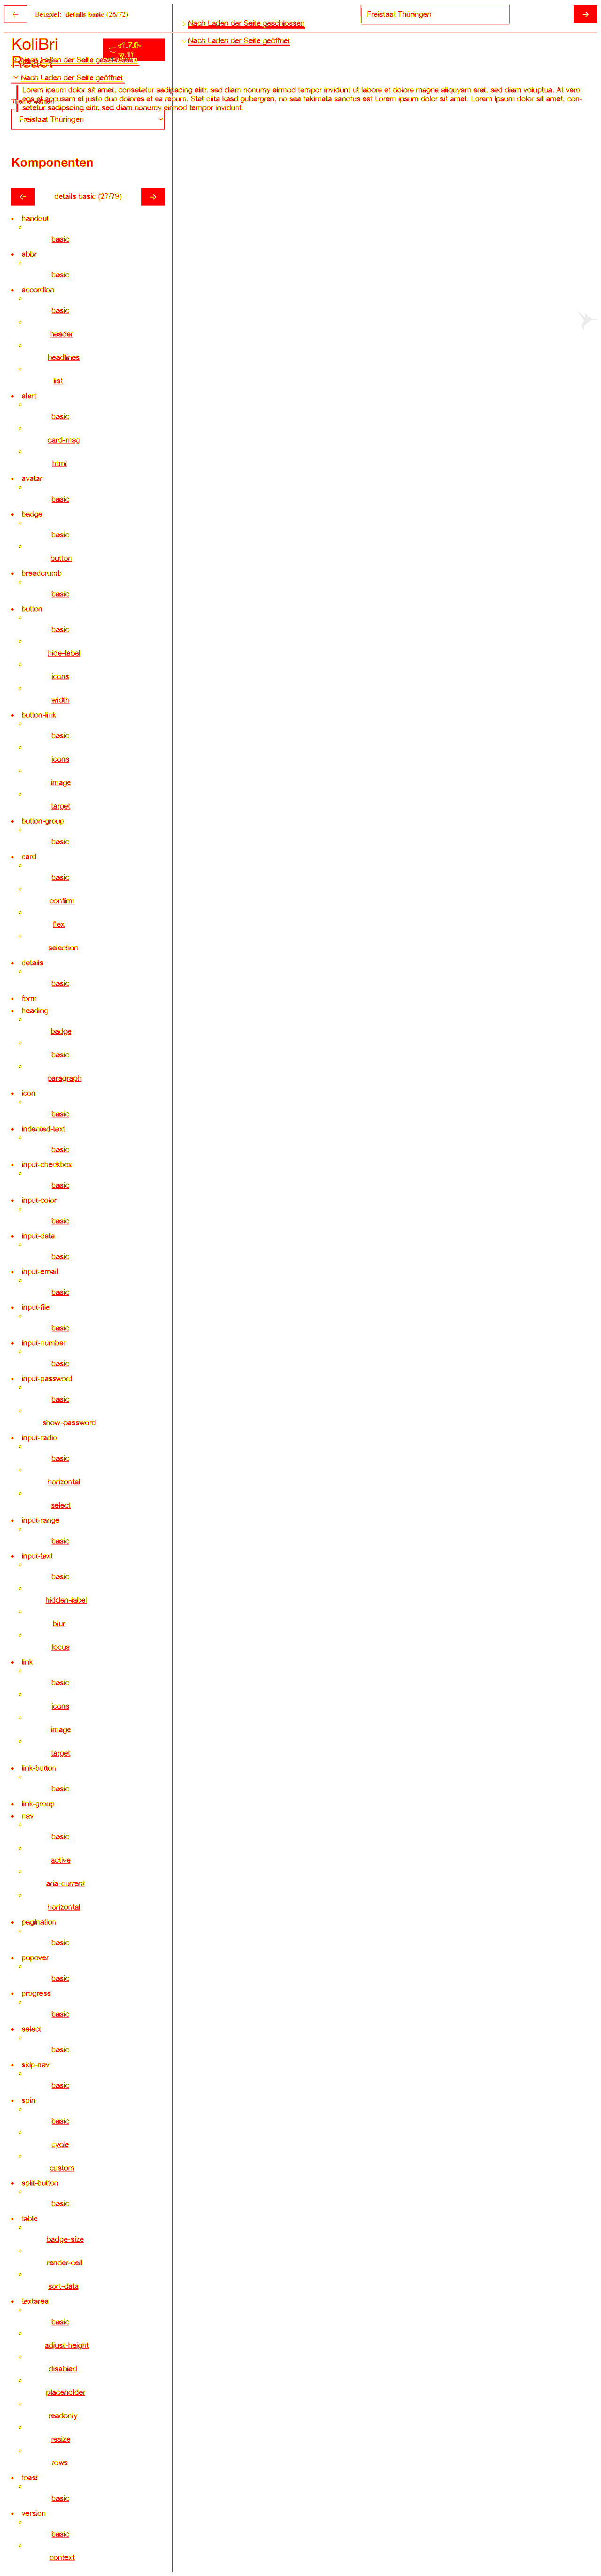 Beispiel: details basic (26/72)
Freistaat Thüringen
Nach Laden der Seite geschlossen
Nach Laden der Seite geöffnet
KoliBri
React
Nach Laden der Seite geöffnet
Lorem ipsum dolor sit amet, consetetur sadipscing elitr, sed diam nonumy eirmod tempor invidunt ut labore et dolore magna aliquyam erat, sed diam voluptua. At vero
eos et accusam et justo duo dolores et ea rebum. Stet clita kasd gubergren, no sea takimata sanctus est Lorem ipsum dolor sit amet. Lorem ipsum dolor sit amet, con-
setetur sadipscing elitr, sed diam nonumy eirmod tempor invidunt.
Freistaat Thüringen
Komponenten
details basic (27/79)
handout
basic
abbr
basic
accordion
basic
header
headlines
list
alert
basic
card-msg
html
avatar
basic
badge
basic
button
breadcrumb
basic
button
basic
hide-label
icons
width
button-link
basic
icons
image
target
button-group
basic
card
basic
confirm
flex
selection
details
basic
form
heading
badge
basic
paragraph
icon
basic
indented-text
basic
input-checkbox
basic
input-color
basic
input-date
basic
input-email
basic
input-file
basic
input-number
basic
input-password
basic
show-password
input-radio
basic
horizontal
select
input-range
basic
input-text
basic
hidden-label
blur
focus
link
basic
icons
image
target
link-button
basic
link-group
nav
basic
active
aria-current
horizontal
pagination
basic
popover
basic
progress
basic
select
basic
skip-nav
basic
spin
basic
cycle
custom
split-button
basic
table
badge-size
render-cell
sort-data
textarea
basic
adjust-height
disabled
placeholder
readonly
resize
rows
toast
basic
version
basic
context